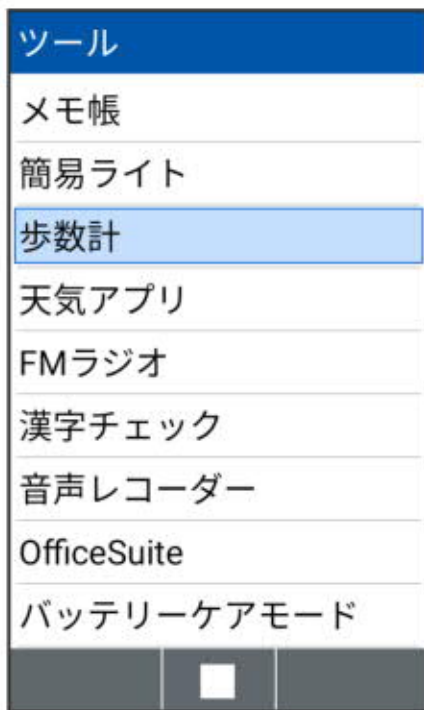 ツール
メモ帳
簡易ライト
歩数計
天気アプリ
FMラジオ
漢字チェック
音声レコーダー
OfficeSuite
バッテリーケアモード